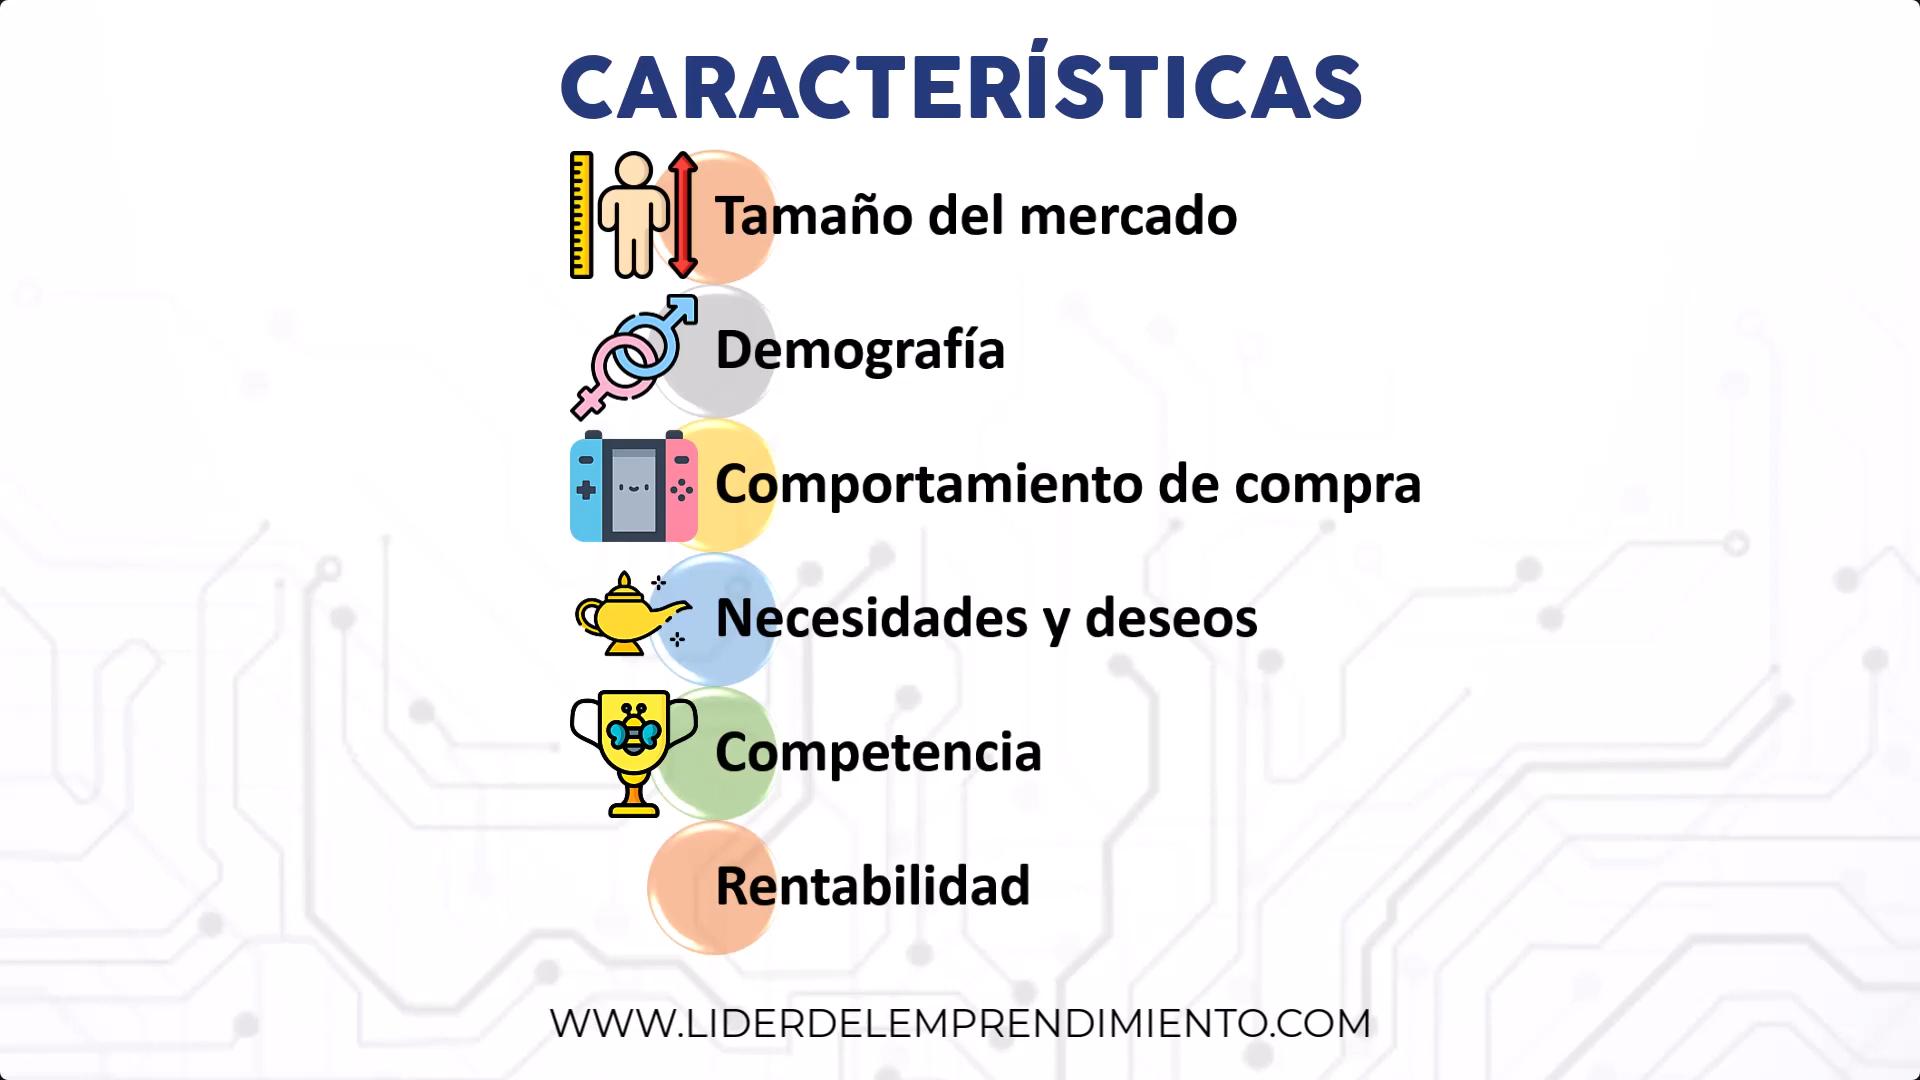 CARACTERÍSTICAS
Tamaño del mercado
Demografía
Comportamiento de compra
Necesidades y deseos
Competencia
Rentabilidad
WWW.LIDERDELEMPRENDIMIENTO.COM